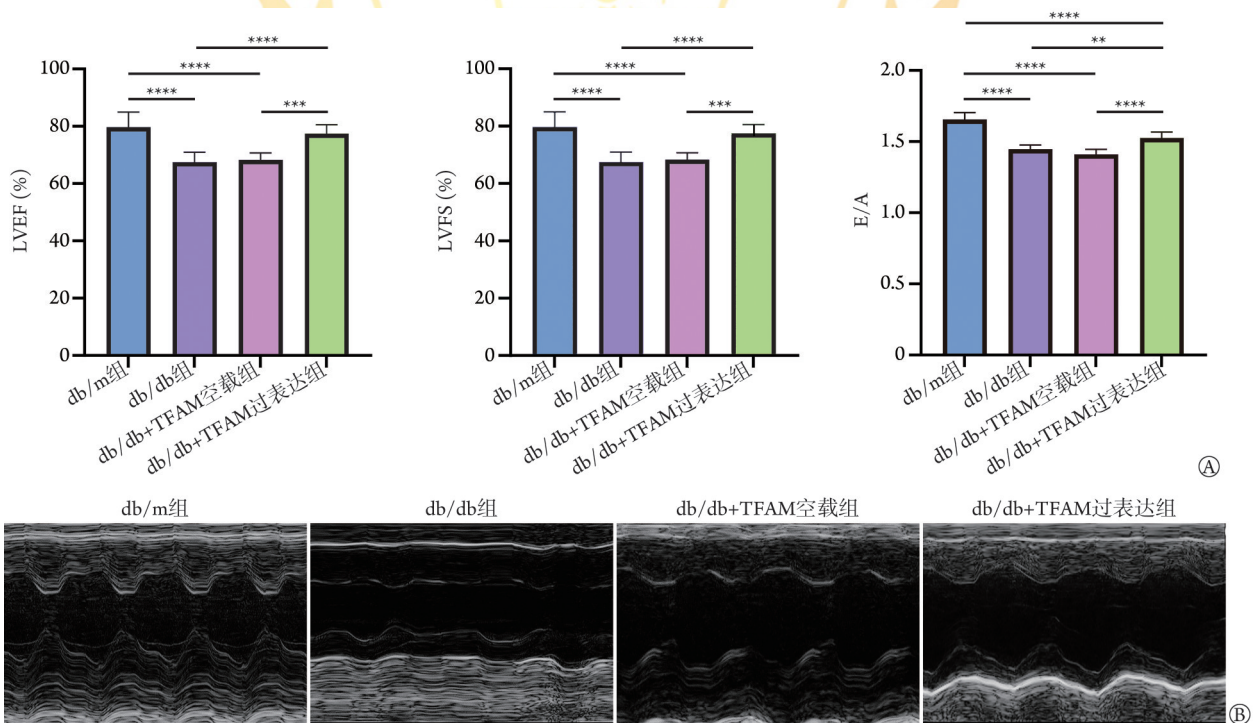 ****
****
****
***
100
80
60
40
20
0
LVEF (%)
db/m组
db/db组
db/db+TFAM空载组
db/db+TFAM过表达组
****
****
****
***
100
80
60
40
20
0
LVFS (%)
db/m组
db/db组
db/db+TFAM空载组
db/db+TFAM过表达组
****
**
****
****
****
2.0
1.5
1.0
0.5
0
E/A
db/m组
db/db组
db/db+TFAM空载组
db/db+TFAM过表达组
Ⓐ
db/m组
db/db组
db/db+TFAM空载组
db/db+TFAM过表达组
Ⓑ